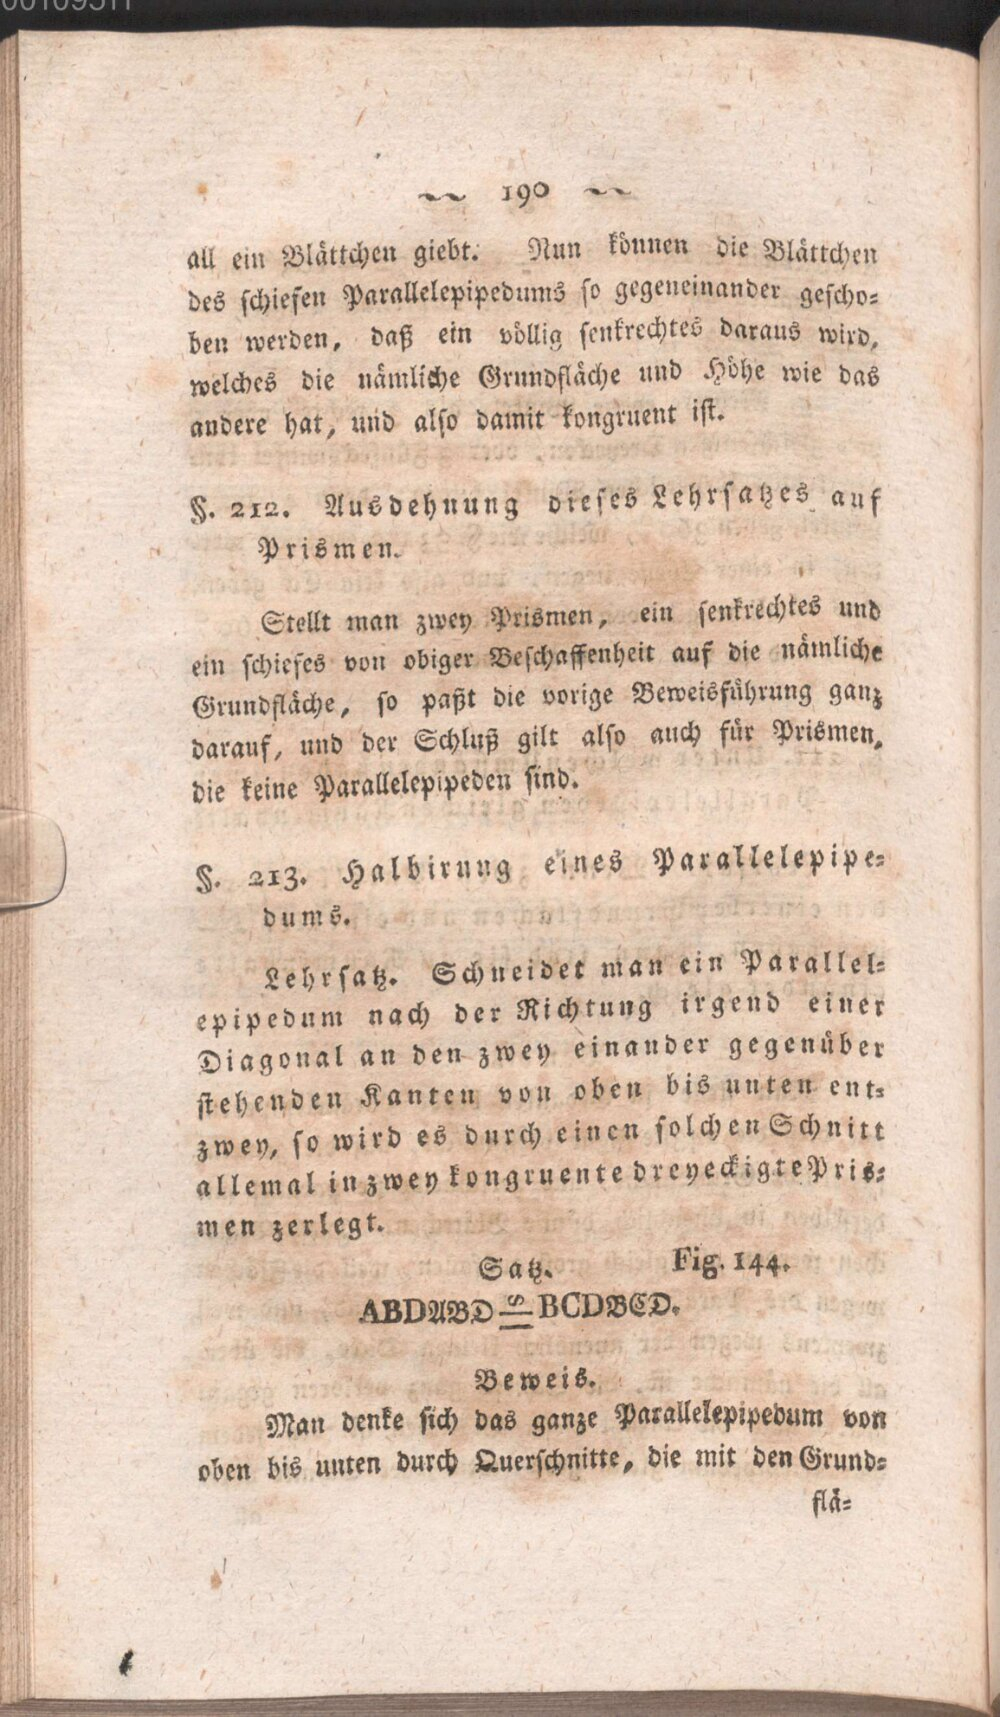 ~~ 190 ~~
all ein Blättchen giebt. Nun können die Blättchen
des schiefen Parallelepipedums so gegeneinander gescho⸗
ben werden, daß ein völlig senkrechtes daraus wird,
welches die nämliche Grundfläche und Höhe wie das
andere hat, und also damit kongruent ist.
§. 212. Ausdehnung dieses Lehrsatzes auf
Prismen.
Stellt man zwey Prismen, ein senkrechtes und
ein schiefes von obiger Beschaffenheit auf die nämliche
Grundfläche, so paßt die vorige Beweisführung ganz
darauf, und der Schluß gilt also auch für Prismen,
die keine Parallelepipeden sind.
§. 213. Halbirung eines Parallelepipe⸗
dums.
Lehrsatz. Schneidet man ein Parallel⸗
epipedum nach der Richtung irgend einer
Diagonal an den zwey einander gegenüber
stehenden Kanten von oben bis unten ent⸗
zwey, so wird es durch einen solchen Schnitt
allemal in zwey kongruente dreyeckigte Pris⸗
men zerlegt.
Satz. Fig. 144.
ABDABD ≌ BCDBCD.
Beweis.
Man denke sich das ganze Parallelepipedum von
oben bis unten durch Querschnitte, die mit den Grund⸗
flä⸗